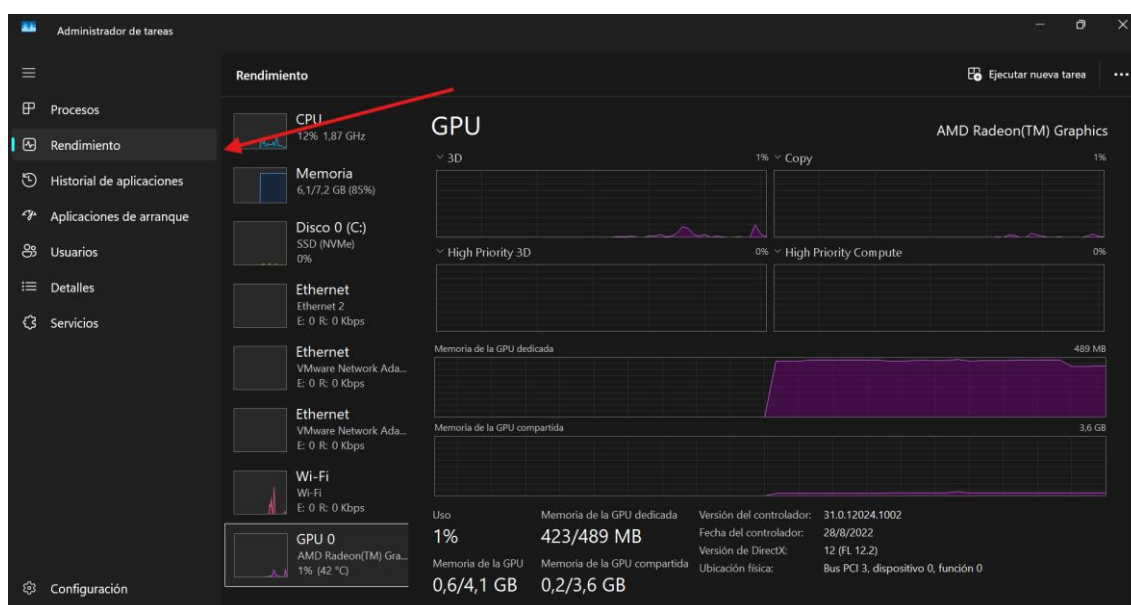 Administrador de tareas
Rendimiento
Ejecutar nueva tarea
Procesos
Rendimiento
Historial de aplicaciones
Aplicaciones de arranque
Usuarios
Detalles
Servicios
Configuración
CPU
12% 1,87 GHz
Memoria
6,1/7,2 GB (85%)
Disco 0 (C:)
SSD (NVMe)
0%
Ethernet
Ethernet 2
E: 0 R: 0 Kbps
Ethernet
VMware Network Ada...
E: 0 R: 0 Kbps
Ethernet
VMware Network Ada...
E: 0 R: 0 Kbps
Wi-Fi
Wi-Fi
E: 0 R: 0 Kbps
GPU 0
AMD Radeon(TM) Gra...
1% (42 °C)
GPU
AMD Radeon(TM) Graphics
3D 1%
Copy 1%
High Priority 3D 0%
High Priority Compute 0%
Memoria de la GPU dedicada 489 MB
Memoria de la GPU compartida 3,6 GB
Uso
1%
Memoria de la GPU dedicada
423/489 MB
Memoria de la GPU
0,6/4,1 GB
Memoria de la GPU compartida
0,2/3,6 GB
Versión del controlador: 31.0.12024.1002
Fecha del controlador: 28/8/2022
Versión de DirectX: 12 (FL 12.2)
Ubicación física: Bus PCI 3, dispositivo 0, función 0